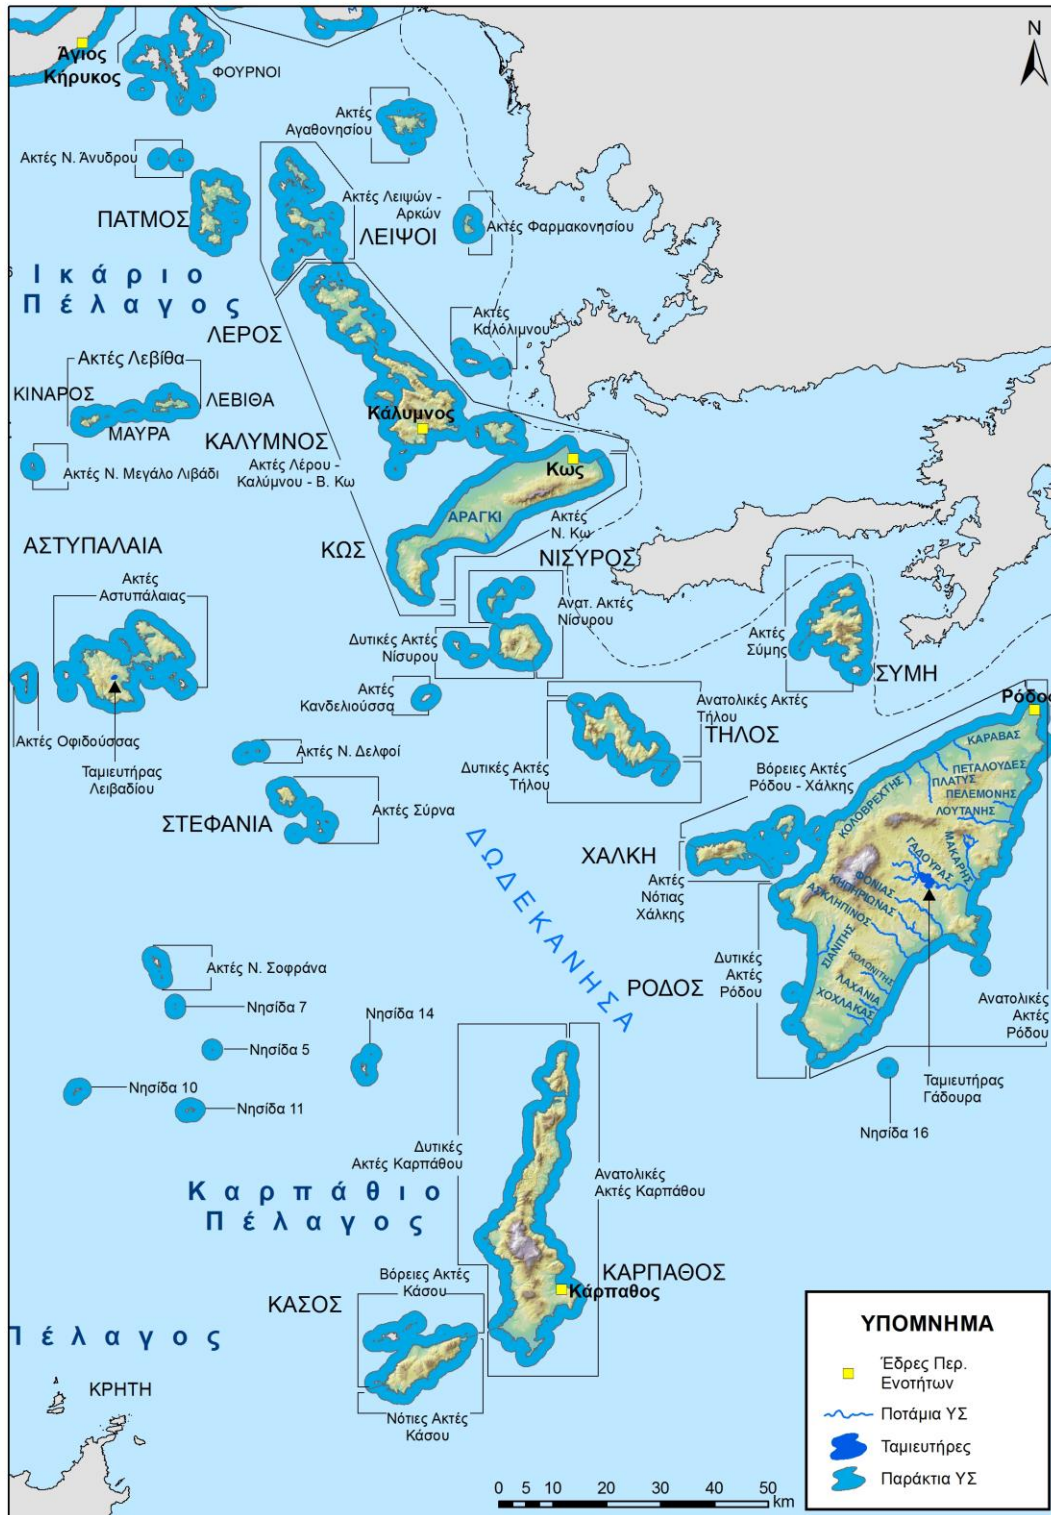 N
Άγιος
Κήρυκος
ΦΟΥΡΝΟΙ
Ακτές
Αγαθονησίου
Ακτές Ν. Άνυδρου
ΠΑΤΜΟΣ
Ακτές Λειψών -
Αρκών
ΛΕΙΨΟΙ
Ακτές Φαρμακονησίου
Ικάριο
Πέλαγος
ΛΕΡΟΣ
Ακτές
Καλόλιμνου
Ακτές Λεβίθα
ΚΙΝΑΡΟΣ
ΛΕΒΙΘΑ
ΜΑΥΡΑ
Κάλυμνος
ΚΑΛΥΜΝΟΣ
Ακτές Λέρου -
Καλύμνου - Β. Κω
Ακτές Ν. Μεγάλο Λιβάδι
Κως
ΑΡΑΓΚΙ
Ακτές
Ν. Κω
ΚΩΣ
ΑΣΤΥΠΑΛΑΙΑ
Ακτές
Αστυπάλαιας
ΝΙΣΥΡΟΣ
Ανατ. Ακτές
Νίσυρου
Δυτικές Ακτές
Νίσυρου
Ακτές
Σύμης
ΣΥΜΗ
Ακτές
Κανδελιούσσα
Ακτές Οφιδούσσας
Ταμιευτήρας
Λειβαδίου
Ακτές Ν. Δελφοί
Ανατολικές Ακτές
Τήλου
ΤΗΛΟΣ
Δυτικές Ακτές
Τήλου
Ρόδος
Βόρειες Ακτές
Ρόδου - Χάλκης
ΚΑΡΑΒΑΣ
ΠΕΤΑΛΟΥΔΕΣ
ΠΛΑΤΥΣ
ΠΕΛΕΜΟΝΗΣ
ΚΟΛΟΒΡΕΧΤΗΣ
ΛΟΥΤΑΝΗΣ
ΜΑΚΑΡΗΣ
ΓΑΔΟΥΡΑΣ
ΦΟΝΙΑΣ
ΚΗΠΗΡΙΩΝΑΣ
ΑΣΚΛΗΠΙΝΟΣ
ΣΙΑΝΙΤΗΣ
ΚΟΛΩΝΙΤΗΣ
ΛΑΧΑΝΙΑ
ΧΟΧΛΑΚΑΣ
Ακτές Σύρνα
ΣΤΕΦΑΝΙΑ
ΧΑΛΚΗ
Ακτές
Νότιας
Χάλκης
ΔΩΔΕΚΑΝΗΣΑ
Δυτικές
Ακτές
Ρόδου
ΡΟΔΟΣ
Ανατολικές
Ακτές
Ρόδου
Ταμιευτήρας
Γάδουρα
Νησίδα 16
Ακτές Ν. Σοφράνα
Νησίδα 7
Νησίδα 14
Νησίδα 5
Νησίδα 10
Νησίδα 11
Δυτικές
Ακτές Καρπάθου
Ανατολικές
Ακτές Καρπάθου
Καρπάθιο
Πέλαγος
ΚΑΡΠΑΘΟΣ
Κάρπαθος
Βόρειες Ακτές
Κάσου
ΚΑΣΟΣ
Νότιες Ακτές
Κάσου
Πέλαγος
ΚΡΗΤΗ
ΥΠΟΜΝΗΜΑ
Έδρες Περ.
Ενοτήτων
Ποτάμια ΥΣ
Ταμιευτήρες
Παράκτια ΥΣ
0 5 10 20 30 40 50
km